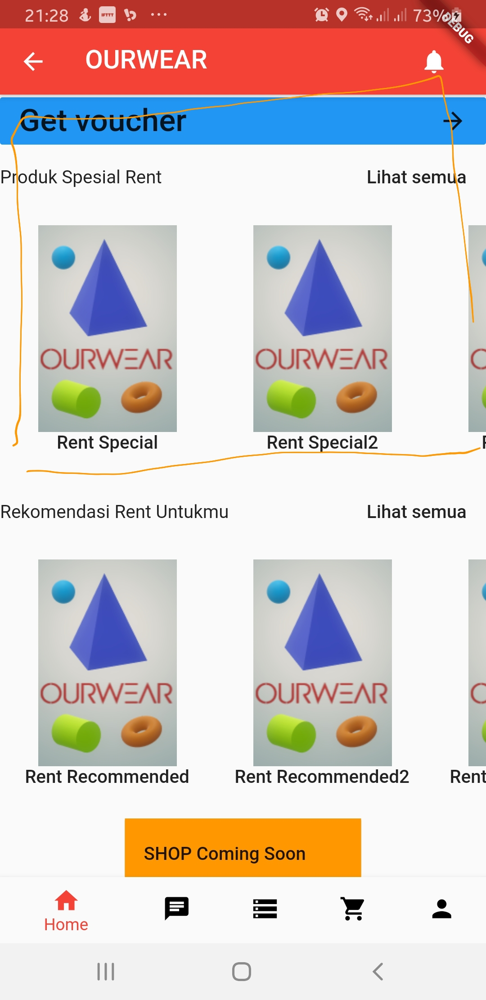 21:28 IFTTT 73%
DEBUG
OURWEAR
Get voucher
Produk Spesial Rent Lihat semua
OURWEAR OURWEAR
Rent Special Rent Special2
Rekomendasi Rent Untukmu Lihat semua
OURWEAR OURWEAR
Rent Recommended Rent Recommended2 Rent
SHOP Coming Soon
Home